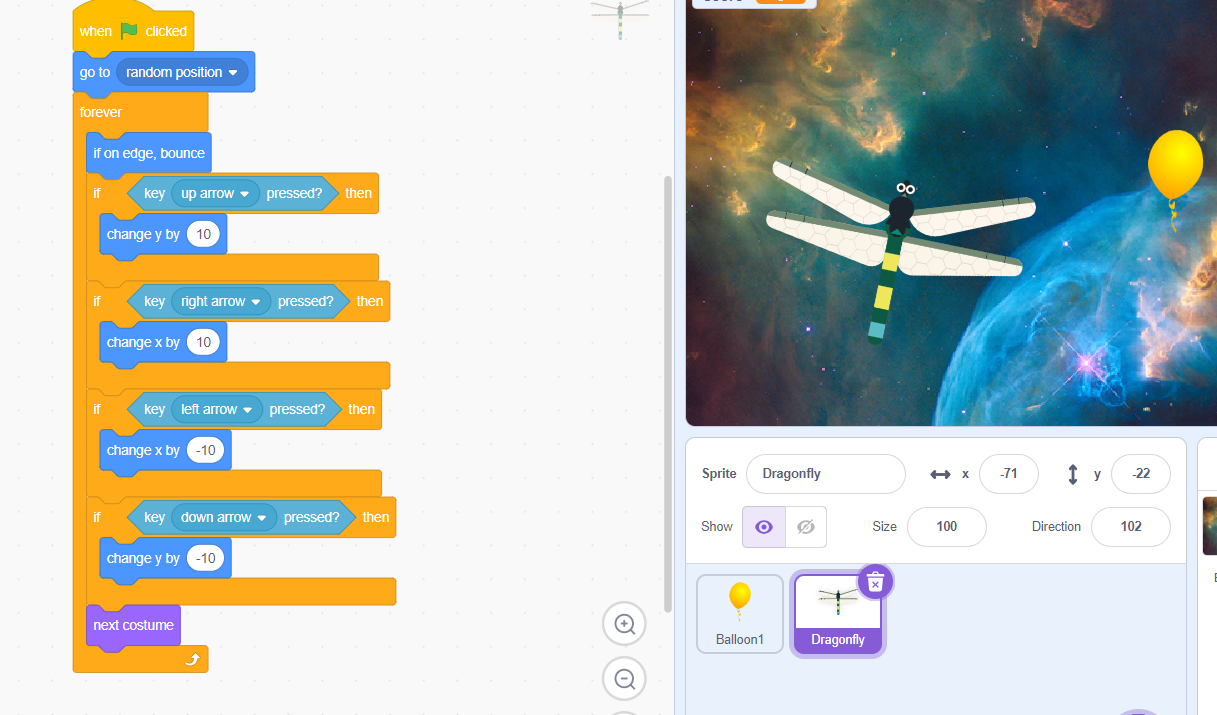 when clicked
go to random position
forever
if on edge, bounce
if key up arrow pressed? then
change y by 10
if key right arrow pressed? then
change x by 10
if key left arrow pressed? then
change x by -10
if key down arrow pressed? then
change y by -10
next costume
Sprite Dragonfly x -71 y -22
Show Size 100 Direction 102
Balloon1
Dragonfly